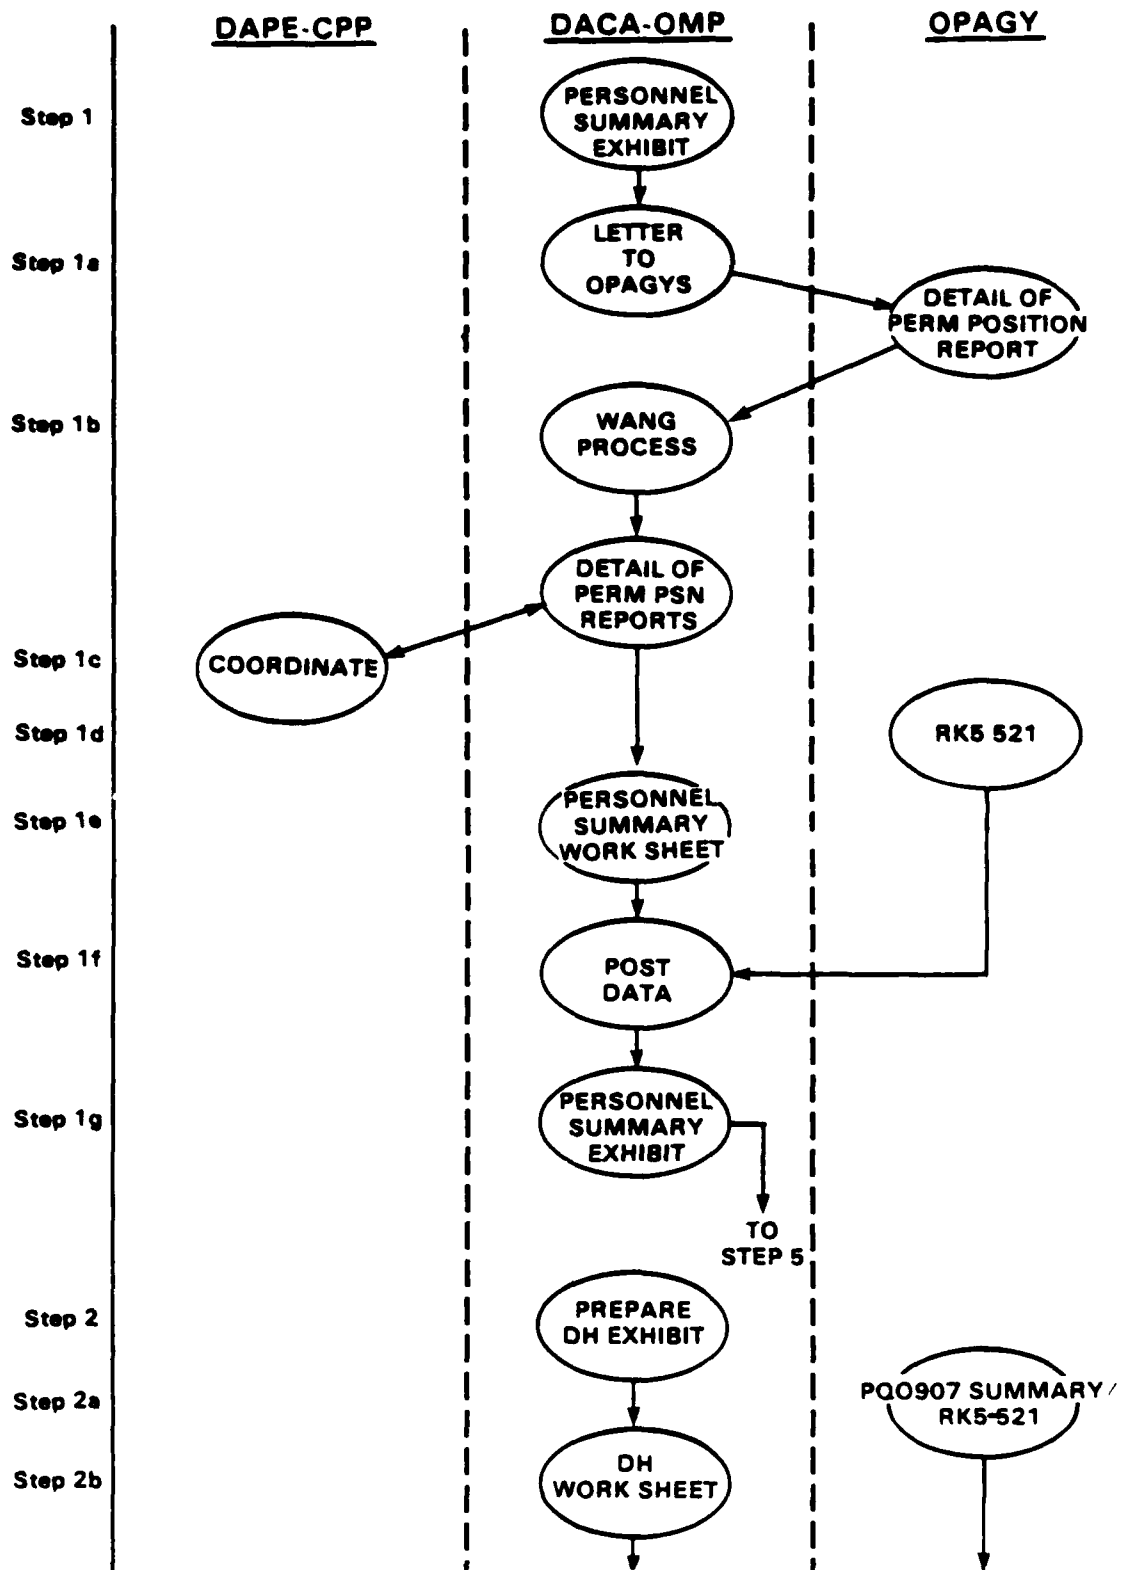 DAPE-CPP
DACA-OMP
OPAGY
Step 1
PERSONNEL
SUMMARY
EXHIBIT
Step 1a
LETTER
TO
OPAGYS
DETAIL OF
PERM POSITION
REPORT
Step 1b
WANG
PROCESS
DETAIL OF
PERM PSN
REPORTS
Step 1c
COORDINATE
Step 1d
RK5 521
Step 1e
PERSONNEL
SUMMARY
WORK SHEET
Step 1f
POST
DATA
Step 1g
PERSONNEL
SUMMARY
EXHIBIT
TO
STEP 5
Step 2
PREPARE
DH EXHIBIT
Step 2a
PQ0907 SUMMARY/
RK5-521
Step 2b
DH
WORK SHEET